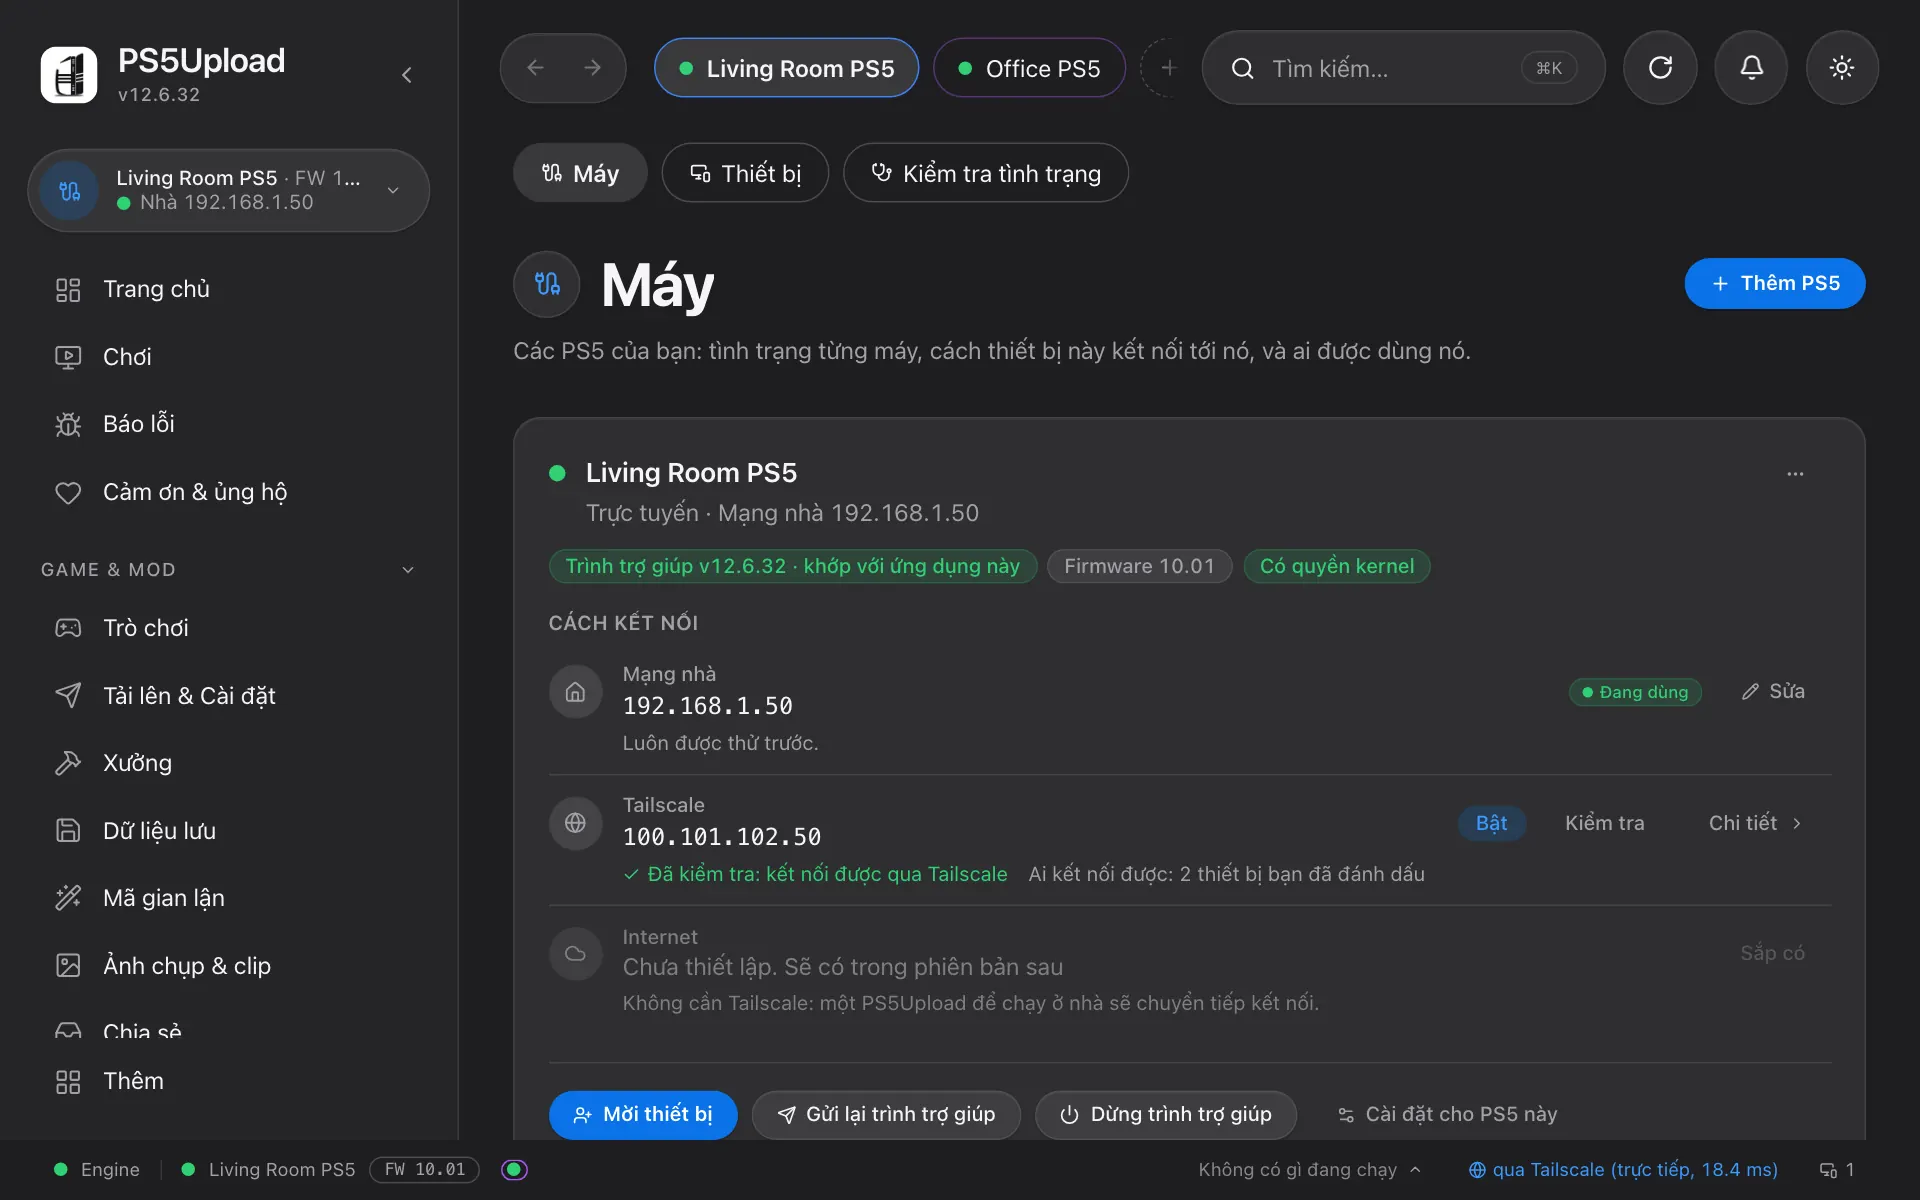 PS5Upload
v12.6.32
Living Room PS5 · FW 1...
Nhà 192.168.1.50
Trang chủ
Chơi
Báo lỗi
Cảm ơn & ủng hộ
GAME & MOD
Trò chơi
Tải lên & Cài đặt
Xưởng
Dữ liệu lưu
Mã gian lận
Ảnh chụp & clip
Chia sẻ
Thêm
Living Room PS5
Office PS5
Tìm kiếm...
⌘K
Máy
Thiết bị
Kiểm tra tình trạng
Máy
Thêm PS5
Các PS5 của bạn: tình trạng từng máy, cách thiết bị này kết nối tới nó, và ai được dùng nó.
Living Room PS5
Trực tuyến · Mạng nhà 192.168.1.50
Trình trợ giúp v12.6.32 · khớp với ứng dụng này
Firmware 10.01
Có quyền kernel
CÁCH KẾT NỐI
Mạng nhà
192.168.1.50
Luôn được thử trước.
Đang dùng
Sửa
Tailscale
100.101.102.50
Đã kiểm tra: kết nối được qua Tailscale
Ai kết nối được: 2 thiết bị bạn đã đánh dấu
Bật
Kiểm tra
Chi tiết
Internet
Chưa thiết lập. Sẽ có trong phiên bản sau
Không cần Tailscale: một PS5Upload để chạy ở nhà sẽ chuyển tiếp kết nối.
Sắp có
Mời thiết bị
Gửi lại trình trợ giúp
Dừng trình trợ giúp
Cài đặt cho PS5 này
Engine
Living Room PS5
FW 10.01
Không có gì đang chạy
qua Tailscale (trực tiếp, 18.4 ms)
1